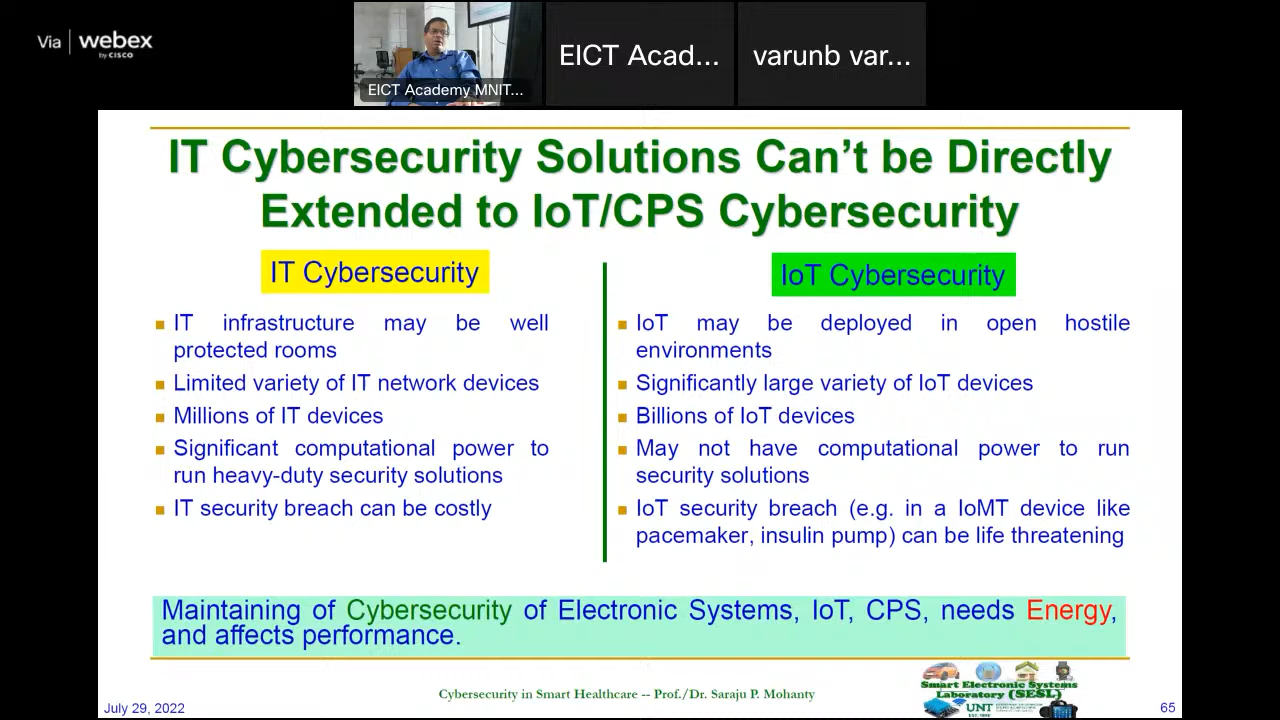 Via webex
by CISCO
EICT Academy MNIT...
EICT Acad...
varunb var...
IT Cybersecurity Solutions Can't be Directly
Extended to IoT/CPS Cybersecurity
IT Cybersecurity
IT infrastructure may be well
protected rooms
Limited variety of IT network devices
Millions of IT devices
Significant computational power to
run heavy-duty security solutions
IT security breach can be costly
IoT Cybersecurity
IoT may be deployed in open hostile
environments
Significantly large variety of IoT devices
Billions of IoT devices
May not have computational power to run
security solutions
IoT security breach (e.g. in a IoMT device like
pacemaker, insulin pump) can be life threatening
Maintaining of Cybersecurity of Electronic Systems, IoT, CPS, needs Energy,
and affects performance.
July 29, 2022
Cybersecurity in Smart Healthcare -- Prof./Dr. Saraju P. Mohanty
Smart Electronic Systems
Laboratory (SESL)
UNT
65